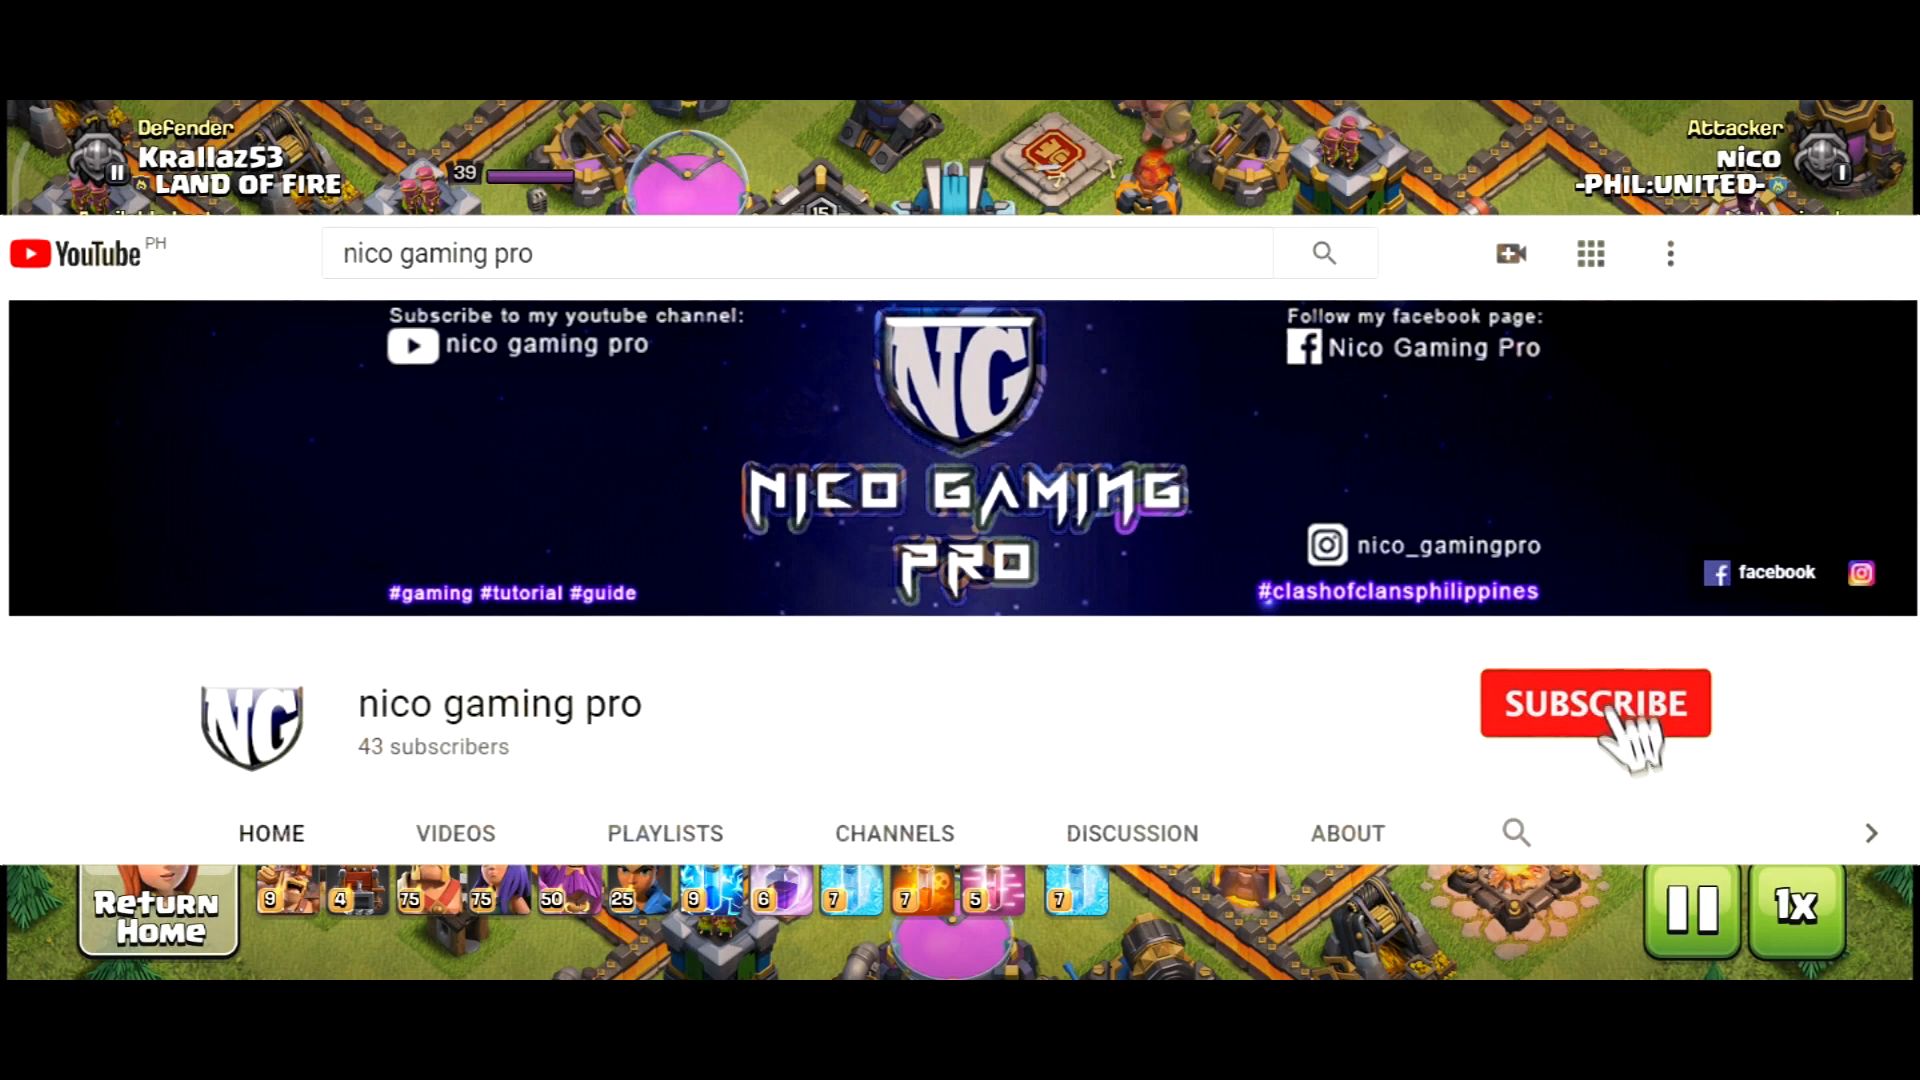 Defender
Krallaz53
LAND OF FIRE
39
15
Attacker
NiCO
-PHIL:UNITED-
YouTube PH
nico gaming pro
Subscribe to my youtube channel:
nico gaming pro
Follow my facebook page:
Nico Gaming Pro
NG
NICO GAMING
PRO
nico_gamingpro
#gaming #tutorial #guide
#clashofclansphilippines
facebook
NG
nico gaming pro
43 subscribers
SUBSCRIBE
HOME
VIDEOS
PLAYLISTS
CHANNELS
DISCUSSION
ABOUT
Return
Home
9 4 75 75 50 25 9 6 7 7 5 7
1x